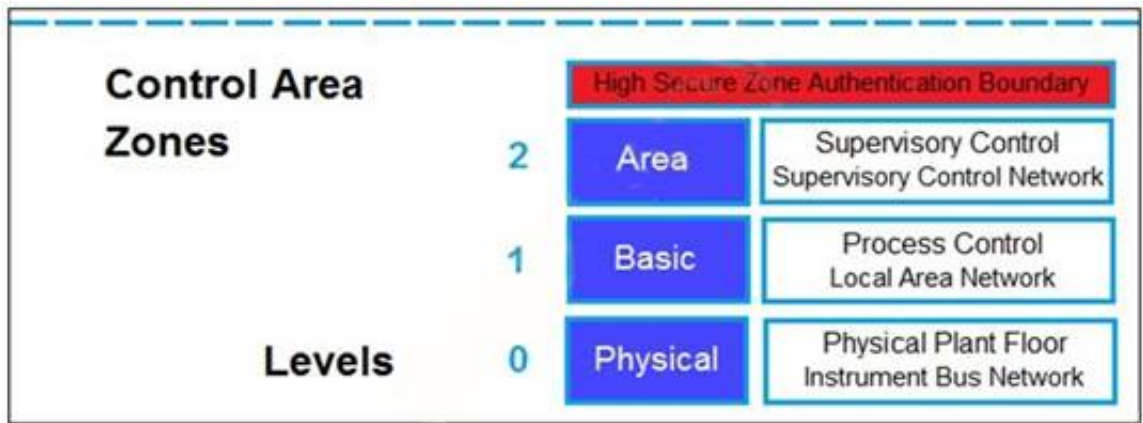 Control Area
Zones
High Secure Zone Authentication Boundary
2
Area
Supervisory Control
Supervisory Control Network
1
Basic
Process Control
Local Area Network
Levels
0
Physical
Physical Plant Floor
Instrument Bus Network